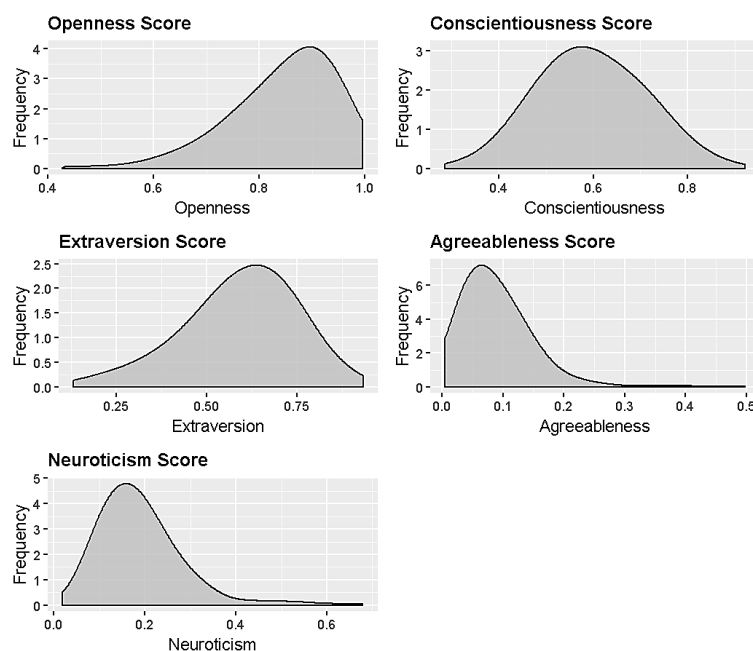 Openness Score
Frequency
4
3
2
1
0
0.4 0.6 0.8 1.0
Openness
Conscientiousness Score
Frequency
3
2
1
0
0.4 0.6 0.8
Conscientiousness
Extraversion Score
Frequency
2.5
2.0
1.5
1.0
0.5
0.0
0.25 0.50 0.75
Extraversion
Agreeableness Score
Frequency
6
4
2
0
0.0 0.1 0.2 0.3 0.4 0.5
Agreeableness
Neuroticism Score
Frequency
5
4
3
2
1
0
0.0 0.2 0.4 0.6
Neuroticism